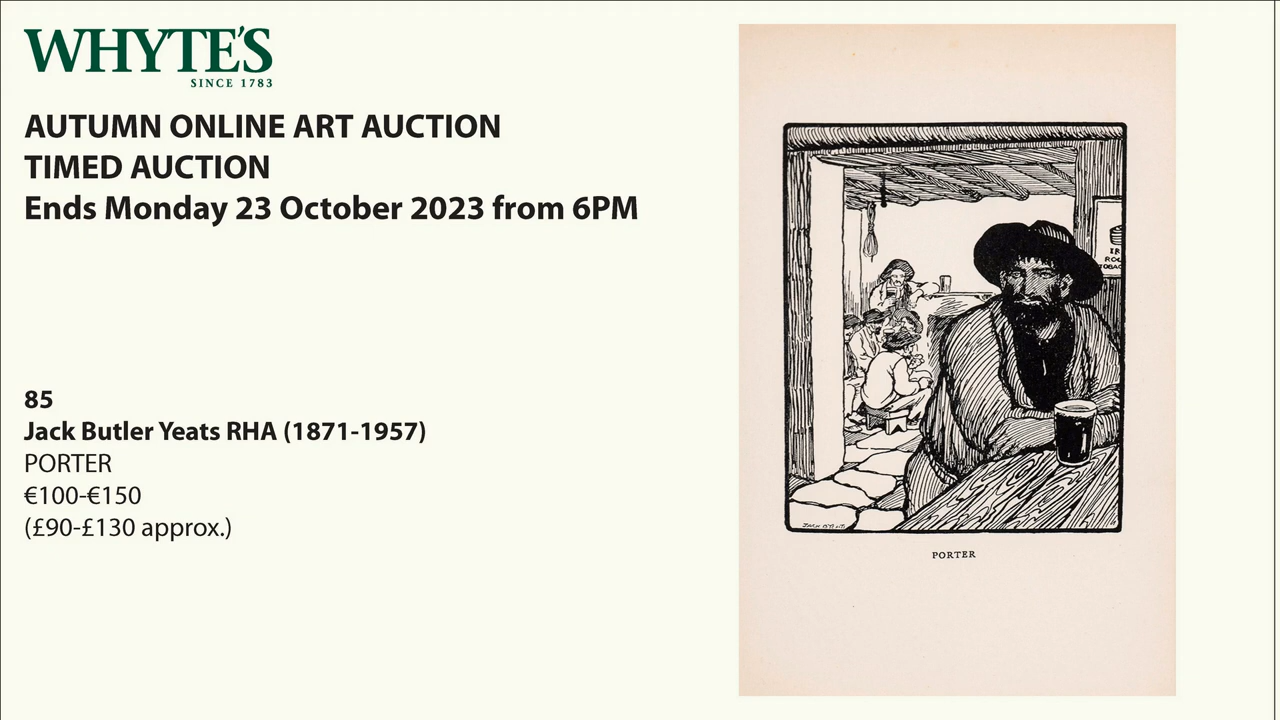 WHYTE'S
SINCE 1783
AUTUMN ONLINE ART AUCTION
TIMED AUCTION
Ends Monday 23 October 2023 from 6PM
85
Jack Butler Yeats RHA (1871-1957)
PORTER
€100-€150
(£90-£130 approx.)
PORTER